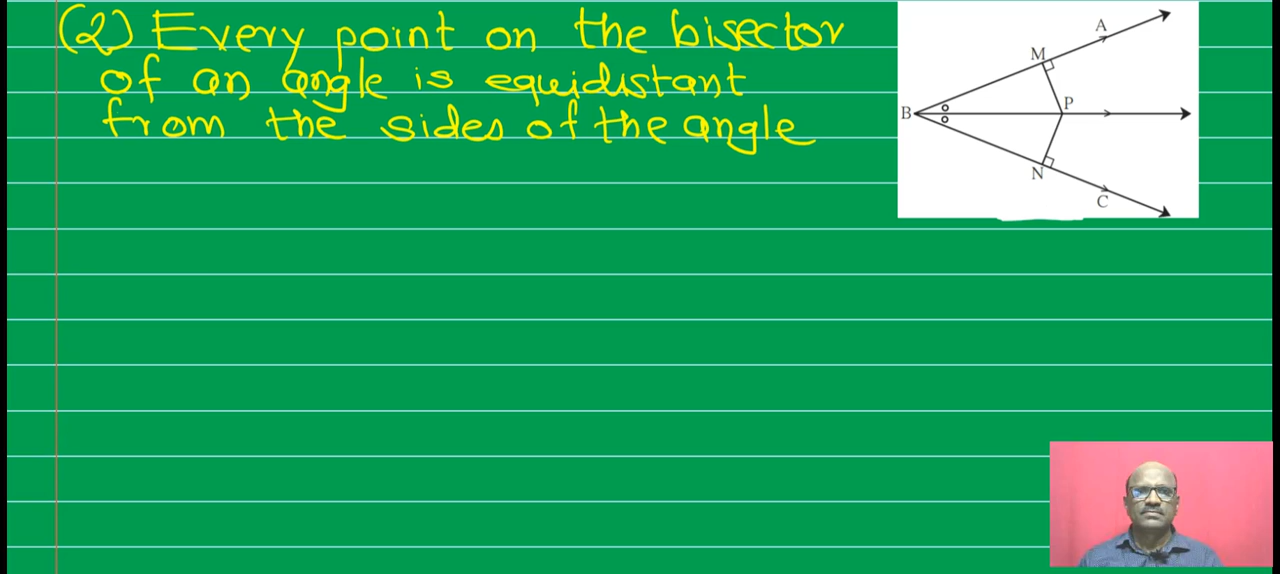 (2) Every point on the bisector
of an angle is equidistant
from the sides of the angle
A
M
P
B
N
C